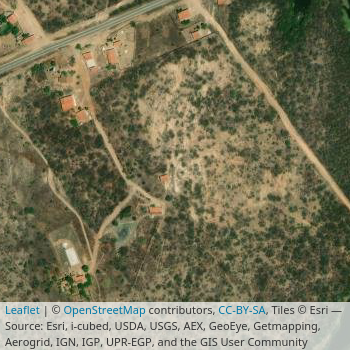 Leaflet | © OpenStreetMap contributors, CC-BY-SA, Tiles © Esri —
Source: Esri, i-cubed, USDA, USGS, AEX, GeoEye, Getmapping,
Aerogrid, IGN, IGP, UPR-EGP, and the GIS User Community